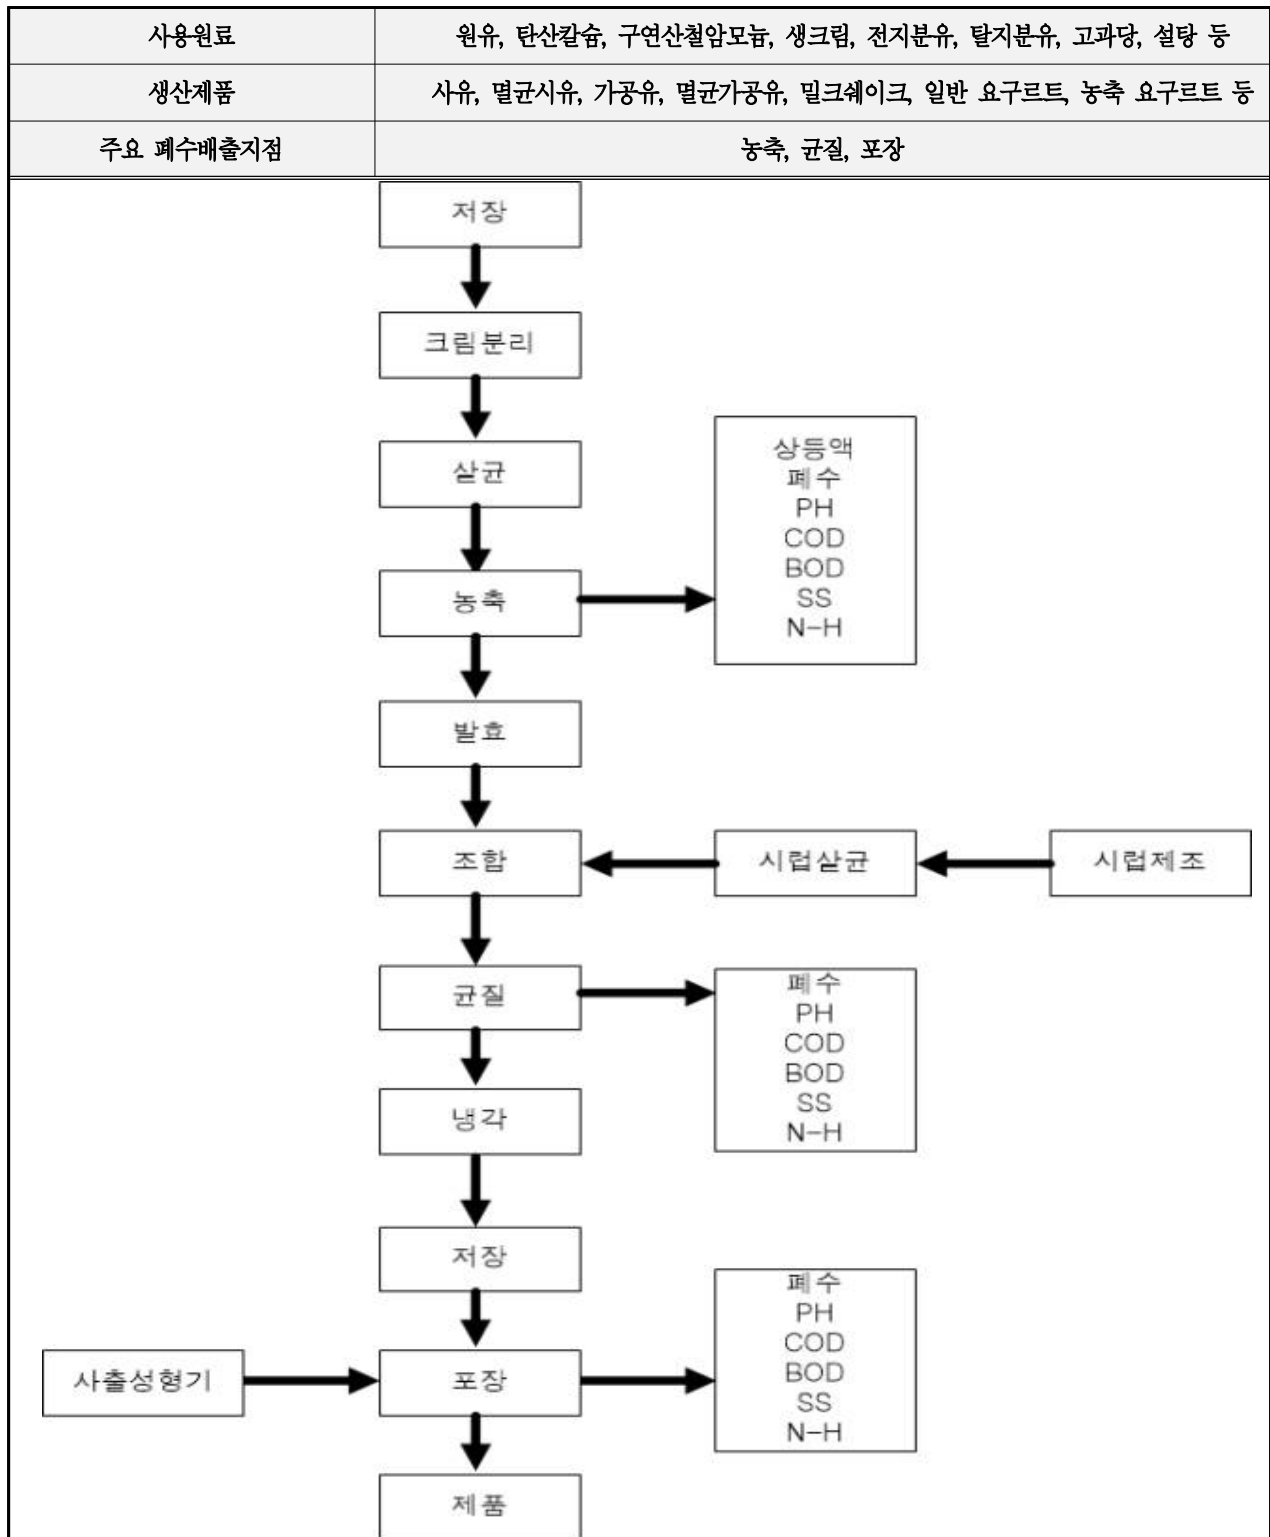 사용원료 원유, 탄산칼슘, 구연산철암모늄, 생크림, 전지분유, 탈지분유, 고과당, 설탕 등
생산제품 사유, 멸균시유, 가공유, 멸균가공유, 밀크쉐이크, 일반 요구르트, 농축 요구르트 등
주요 폐수배출지점 농축, 균질, 포장
저장
크림분리
살균
농축
상등액
폐수
PH
COD
BOD
SS
N-H
발효
조합
시럽살균
시럽제조
균질
폐수
PH
COD
BOD
SS
N-H
냉각
저장
사출성형기
포장
폐수
PH
COD
BOD
SS
N-H
제품